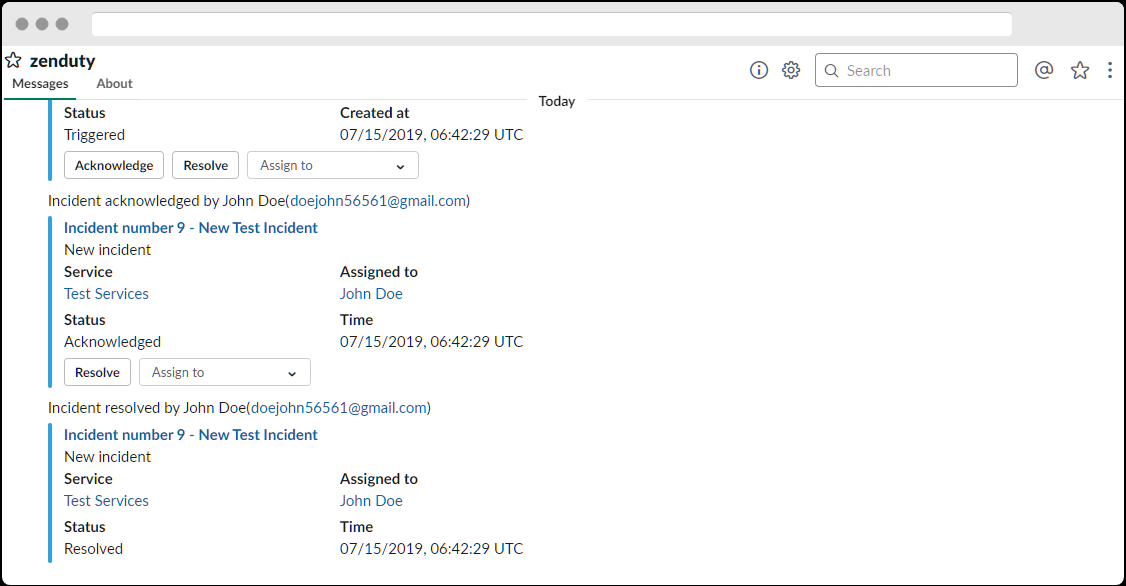 zenduty
Search
Messages About
Today
Status Created at
Triggered 07/15/2019, 06:42:29 UTC
Acknowledge Resolve Assign to
Incident acknowledged by John Doe(doejohn56561@gmail.com)
Incident number 9 - New Test Incident
New incident
Service Assigned to
Test Services John Doe
Status Time
Acknowledged 07/15/2019, 06:42:29 UTC
Resolve Assign to
Incident resolved by John Doe(doejohn56561@gmail.com)
Incident number 9 - New Test Incident
New incident
Service Assigned to
Test Services John Doe
Status Time
Resolved 07/15/2019, 06:42:29 UTC